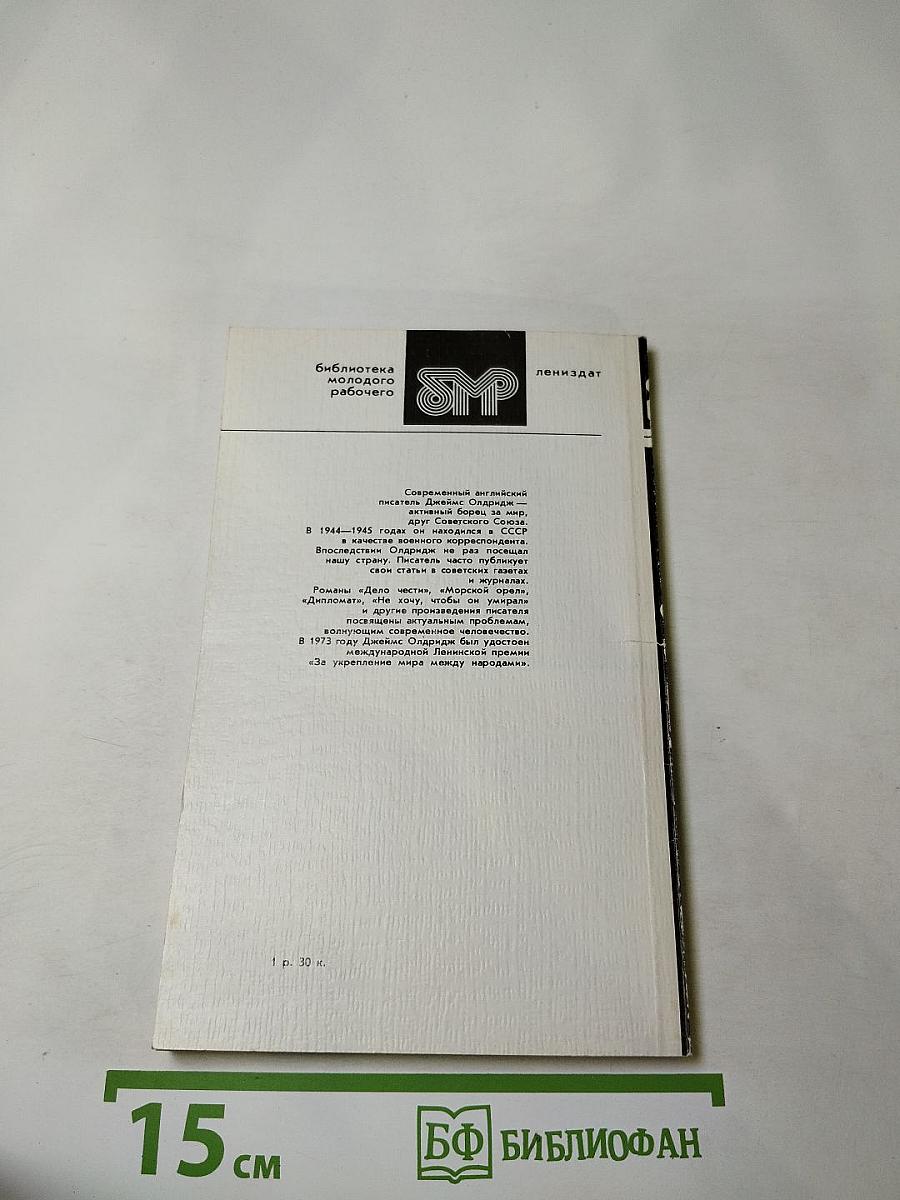 библиотека
молодого
рабочего
бмр
лениздат
Современный английский
писатель Джеймс Олдридж —
активный борец за мир,
друг Советского Союза.
В 1944—1945 годах он находился в СССР
в качестве военного корреспондента.
Впоследствии Олдридж не раз посещал
нашу страну. Писатель часто публикует
свои статьи в советских газетах
и журналах.
Романы «Дело чести», «Морской орел»,
«Дипломат», «Не хочу, чтобы он умирал»
и другие произведения писателя
посвящены актуальным проблемам,
волнующим современное человечество.
В 1973 году Джеймс Олдридж был удостоен
международной Ленинской премии
«За укрепление мира между народами».
1 р. 30 к.
15 см
БФ БИБЛИОФАН